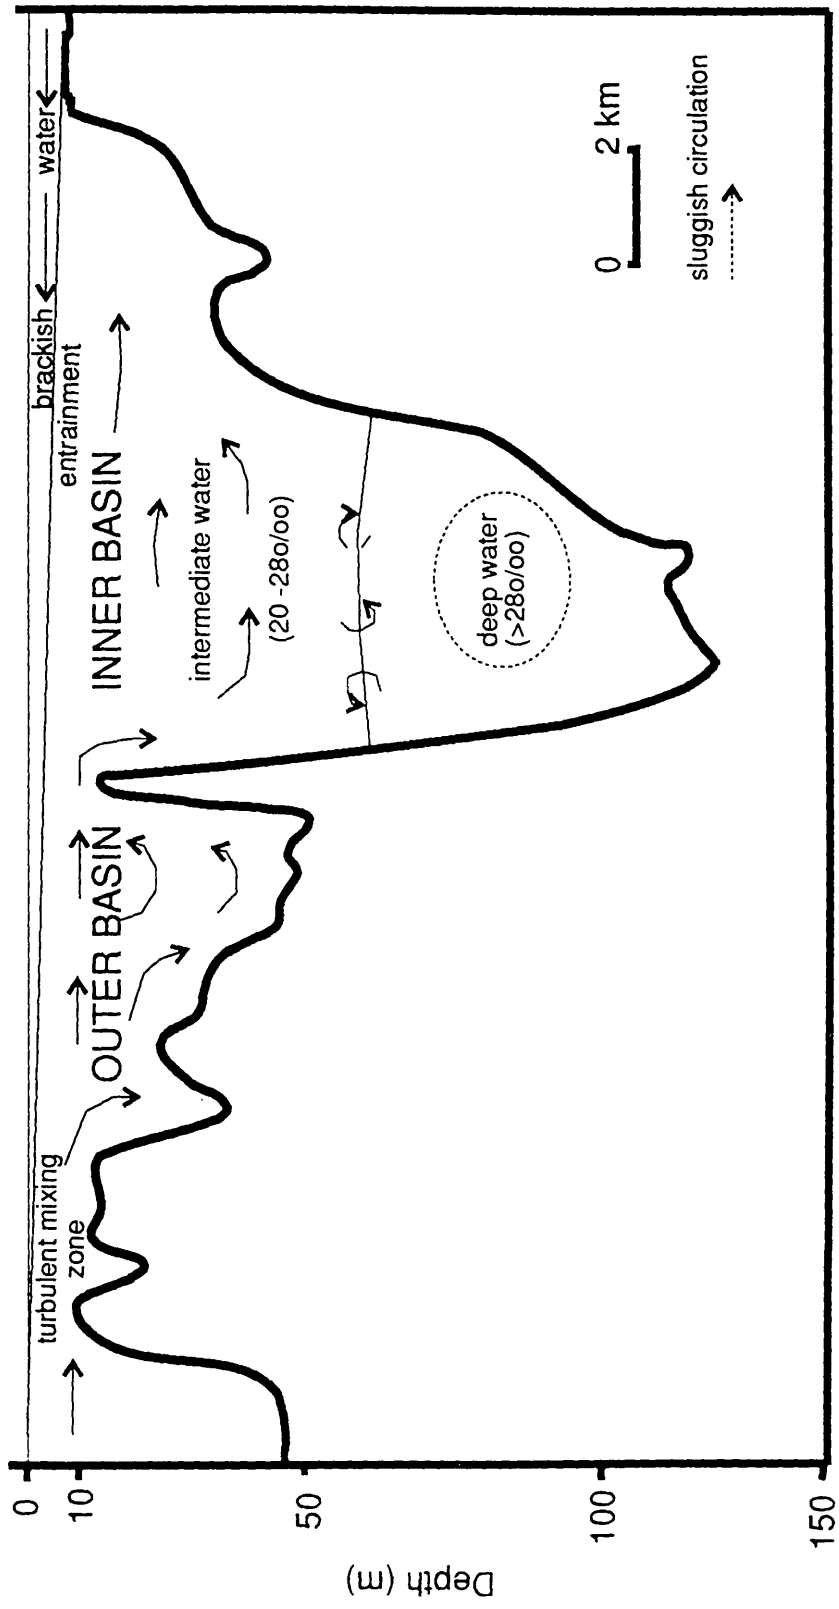 0
10
50
100
150
Depth (m)
turbulent mixing
zone
OUTER BASIN
INNER BASIN
brackish water
entrainment
intermediate water
(20 -28o/oo)
deep water
(>28o/oo)
0 2 km
sluggish circulation